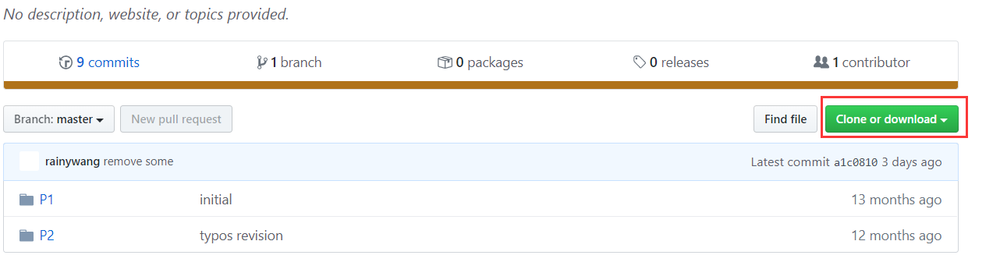 No description, website, or topics provided.
9 commits 1 branch 0 packages 0 releases 1 contributor
Branch: master New pull request Find file Clone or download
rainywang remove some Latest commit a1c0810 3 days ago
P1 initial 13 months ago
P2 typos revision 12 months ago